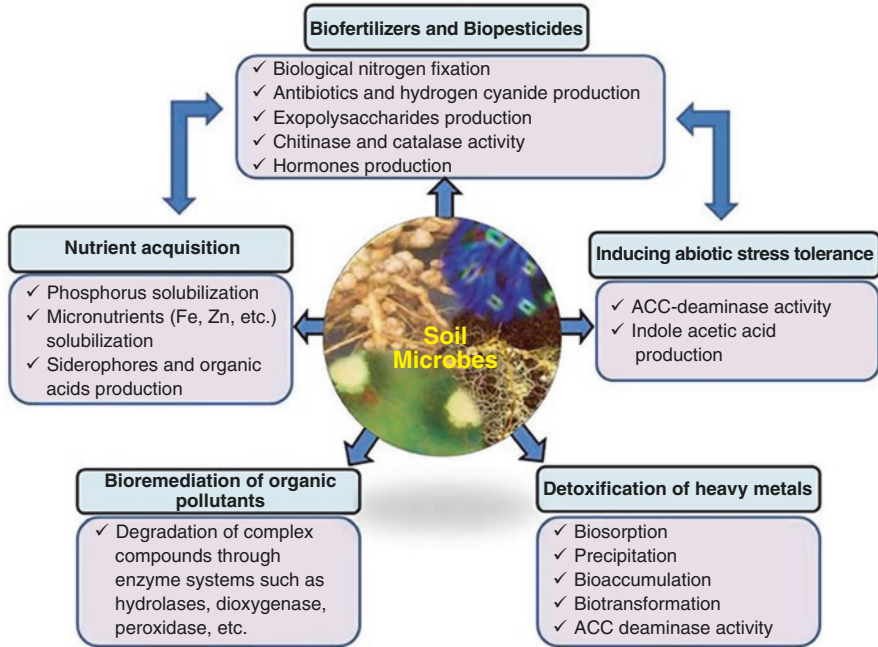 Biofertilizers and Biopesticides
✓ Biological nitrogen fixation
✓ Antibiotics and hydrogen cyanide production
✓ Exopolysaccharides production
✓ Chitinase and catalase activity
✓ Hormones production
Nutrient acquisition
✓ Phosphorus solubilization
✓ Micronutrients (Fe, Zn, etc.)
solubilization
✓ Siderophores and organic
acids production
Soil
Microbes
Inducing abiotic stress tolerance
✓ ACC-deaminase activity
✓ Indole acetic acid
production
Bioremediation of organic
pollutants
✓ Degradation of complex
compounds through
enzyme systems such as
hydrolases, dioxygenase,
peroxidase, etc.
Detoxification of heavy metals
✓ Biosorption
✓ Precipitation
✓ Bioaccumulation
✓ Biotransformation
✓ ACC deaminase activity